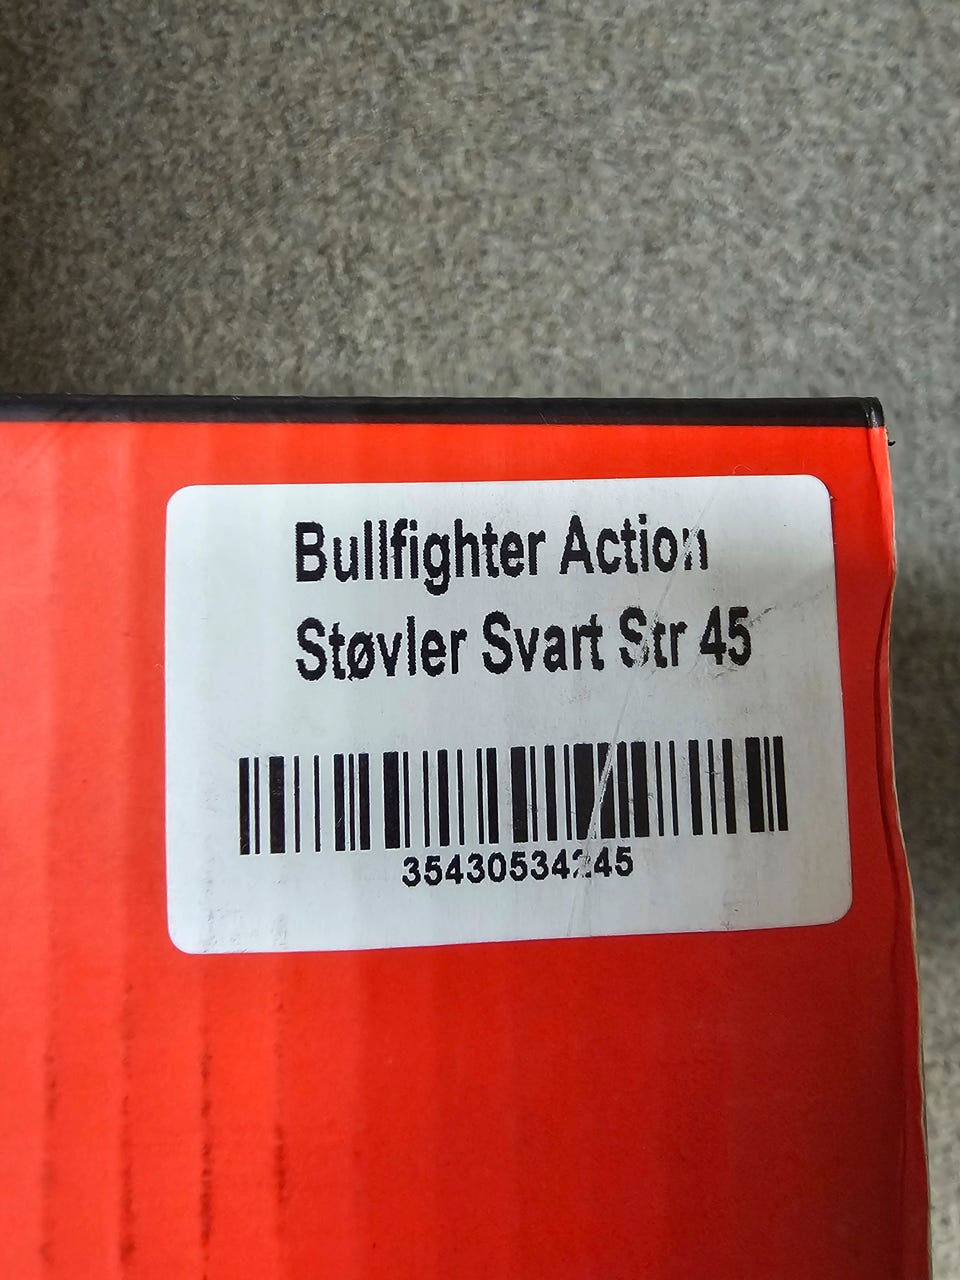 Bullfighter Action
Støvler Svart Str 45
35430534245